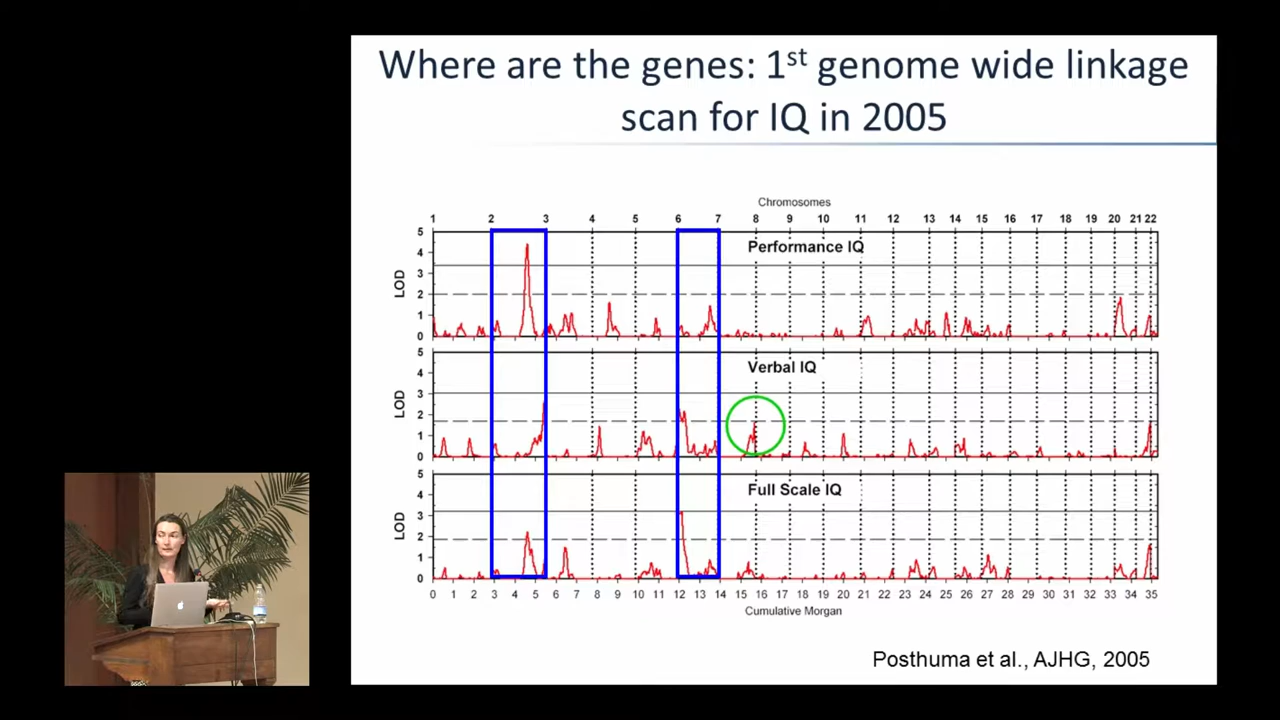 Where are the genes: 1st genome wide linkage
scan for IQ in 2005
Chromosomes
1 2 3 4 5 6 7 8 9 10 11 12 13 14 15 16 17 18 19 20 21 22
5
4
3
2
1
0
LOD
Performance IQ
5
4
3
2
1
0
LOD
Verbal IQ
5
4
3
2
1
0
LOD
Full Scale IQ
0 1 2 3 4 5 6 7 8 9 10 11 12 13 14 15 16 17 18 19 20 21 22 23 24 25 26 27 28 29 30 31 32 33 34 35
Cumulative Morgan
Posthuma et al., AJHG, 2005